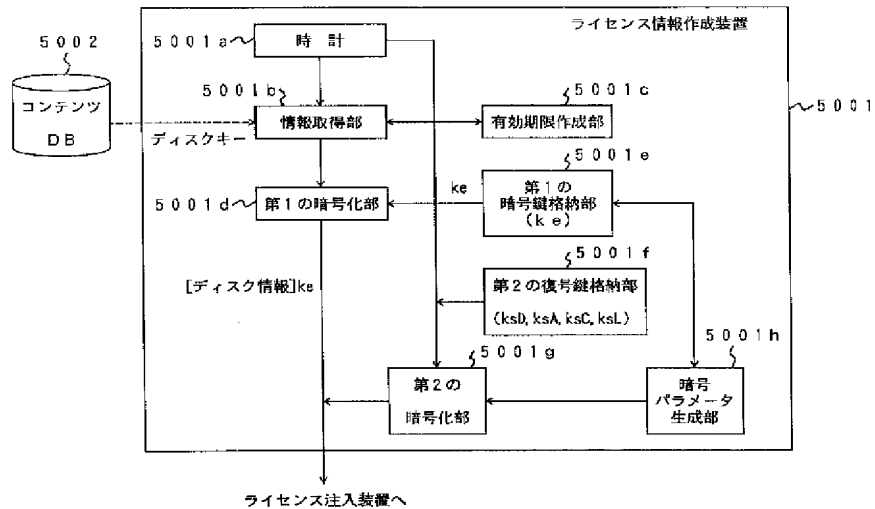 ライセンス情報作成装置
5002
5001a
時計
5001b
5001c
コンテンツ
DB
ディスクキー
情報取得部
有効期限作成部
5001
5001e
5001d
第1の暗号化部
ke
第1の
暗号鍵格納部
(ke)
5001f
[ディスク情報]ke
第2の復号鍵格納部
(ksD,ksA,ksC,ksL)
5001g
5001h
第2の
暗号化部
暗号
パラメータ
生成部
ライセンス注入装置へ